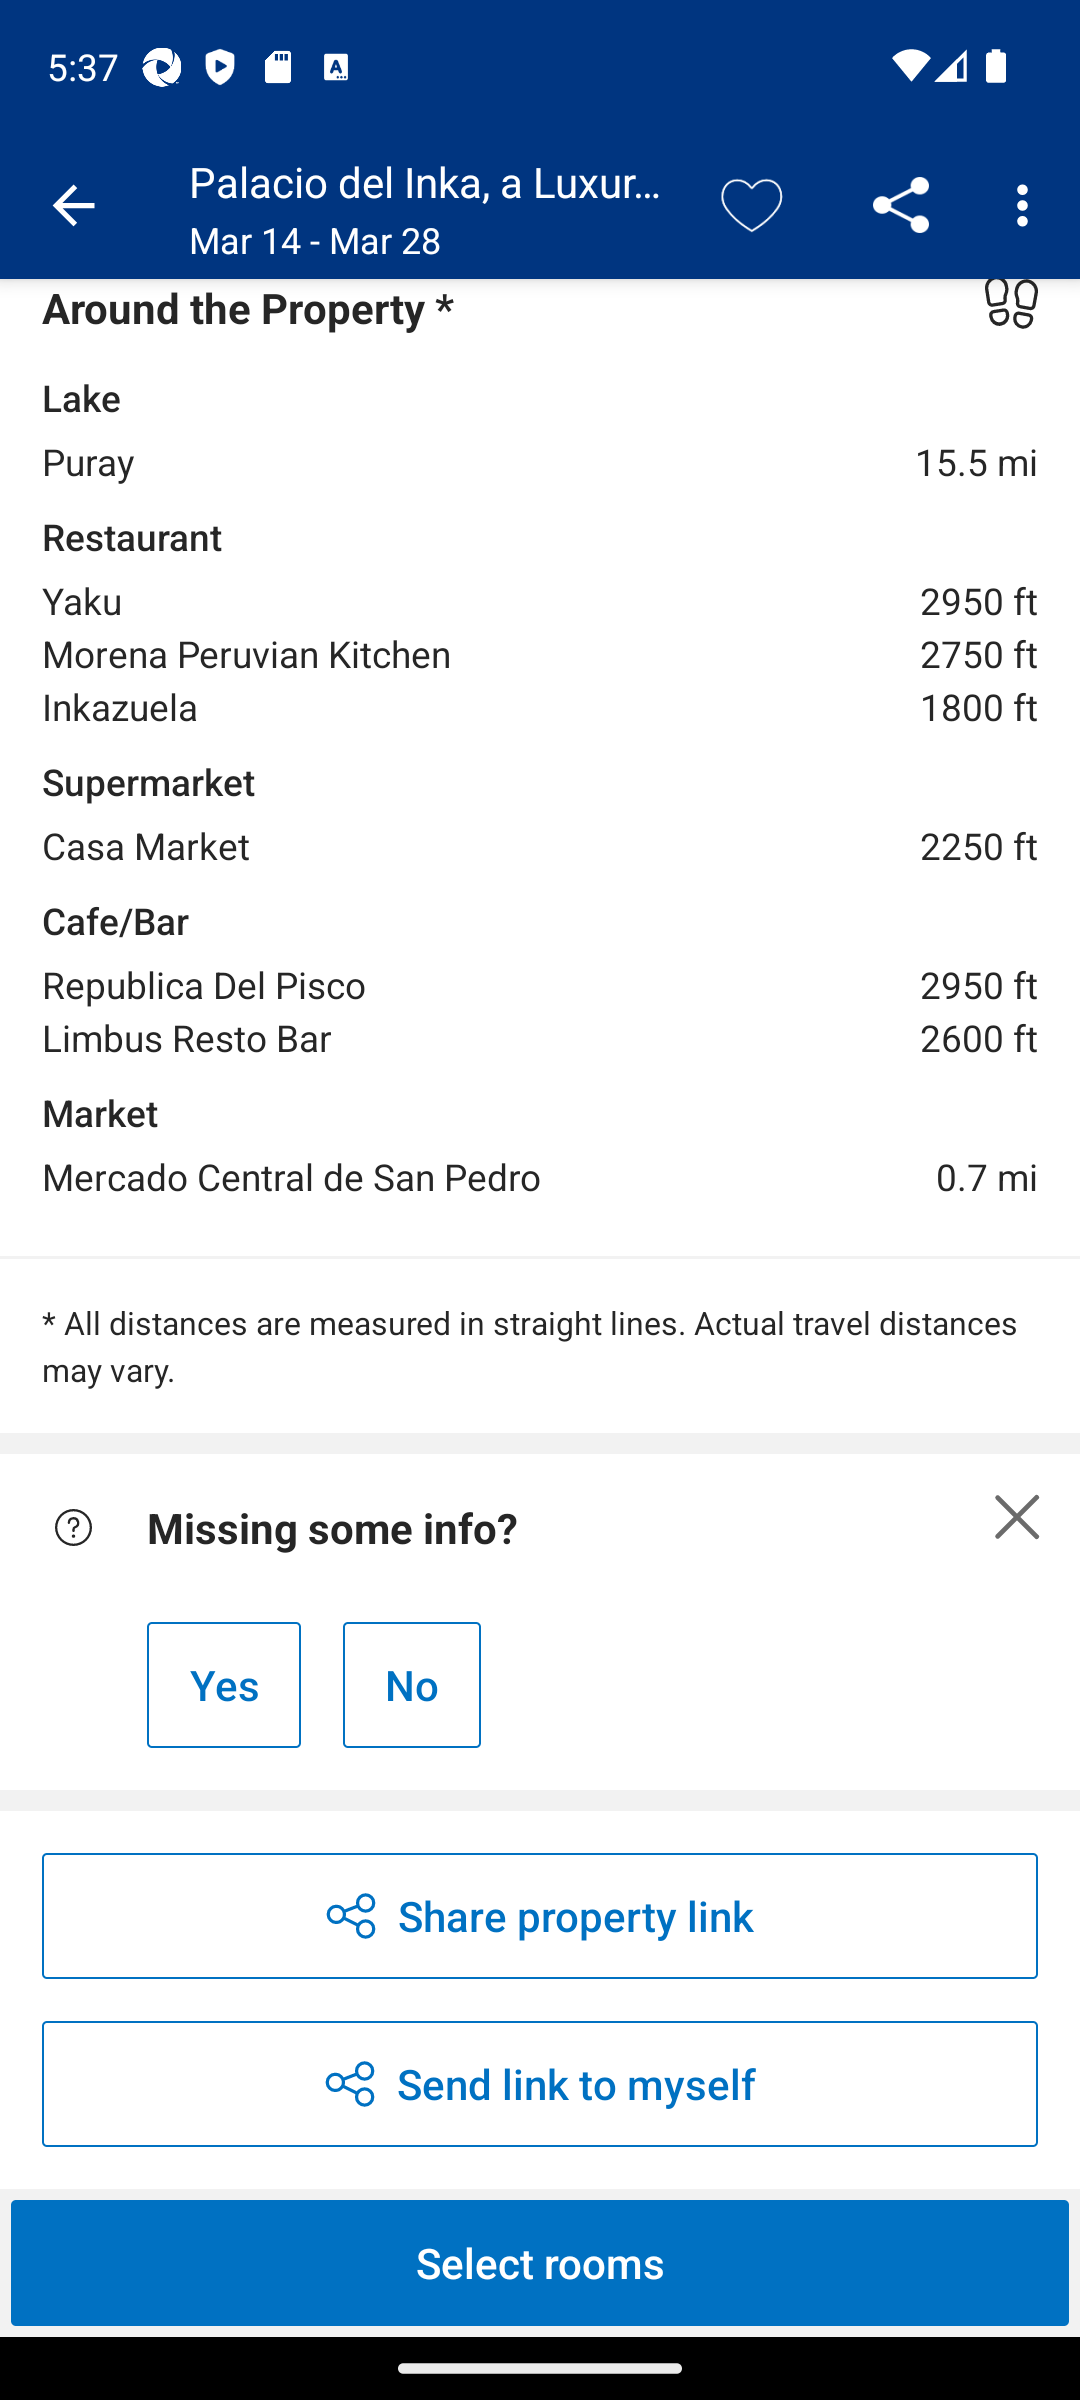 5:37
Palacio del Inka, a Luxur...
Mar 14 - Mar 28
Around the Property *
Lake
Puray 15.5 mi
Restaurant
Yaku 2950 ft
Morena Peruvian Kitchen 2750 ft
Inkazuela 1800 ft
Supermarket
Casa Market 2250 ft
Cafe/Bar
Republica Del Pisco 2950 ft
Limbus Resto Bar 2600 ft
Market
Mercado Central de San Pedro 0.7 mi
* All distances are measured in straight lines. Actual travel distances
may vary.
Missing some info?
Yes No
Share property link
Send link to myself
Select rooms